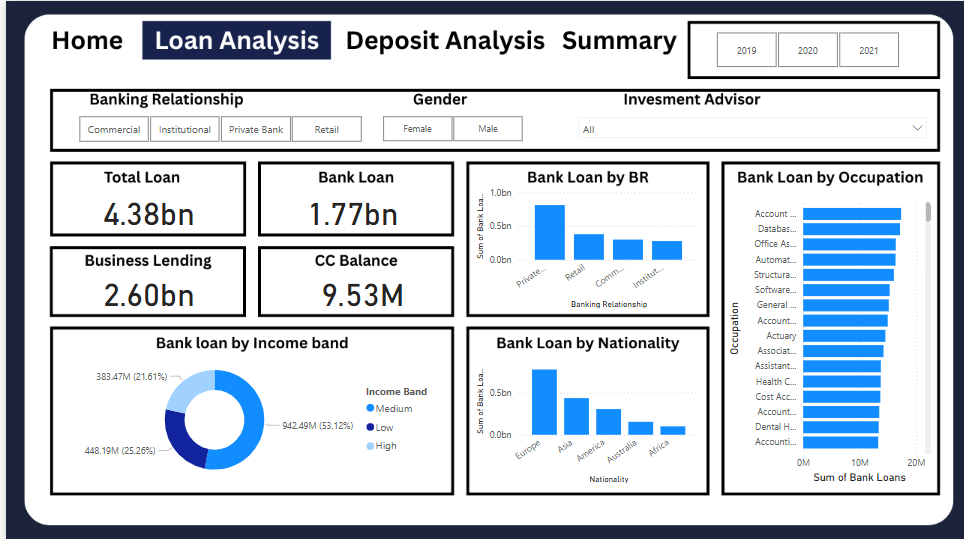 Home Loan Analysis Deposit Analysis Summary
2019 2020 2021
Banking Relationship Gender Invesment Advisor
Commercial Institutional Private Bank Retail Female Male All
Total Loan
4.38bn
Bank Loan
1.77bn
Business Lending
2.60bn
CC Balance
9.53M
Bank Loan by BR
Sum of Bank Loa..
1.0bn
0.5bn
0.0bn
Private...
Retail
Comm...
Institut...
Banking Relationship
Bank Loan by Occupation
Occupation
Account ...
Databas...
Office As...
Automat...
Structura...
Software...
General ...
Account...
Actuary
Associat...
Assistant...
Health C...
Cost Acc...
Account...
Dental H...
Accounti...
0M 10M 20M
Sum of Bank Loans
Bank loan by Income band
383.47M (21.61%)
942.49M (53.12%)
448.19M (25.26%)
Income Band
Medium
Low
High
Bank Loan by Nationality
Sum of Bank Loa..
0.5bn
0.0bn
Europe
Asia
America
Australia
Africa
Nationality